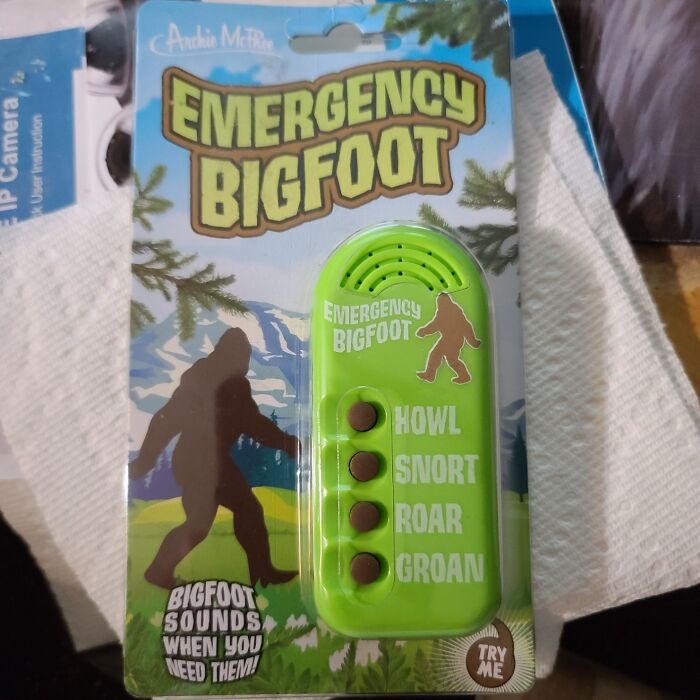 Archie McPhee
EMERGENCY
BIGFOOT
EMERGENCY
BIGFOOT
HOWL
SNORT
ROAR
GROAN
BIGFOOT
SOUNDS
WHEN YOU
NEED THEM!
TRY
ME
IP Camera
User Instruction